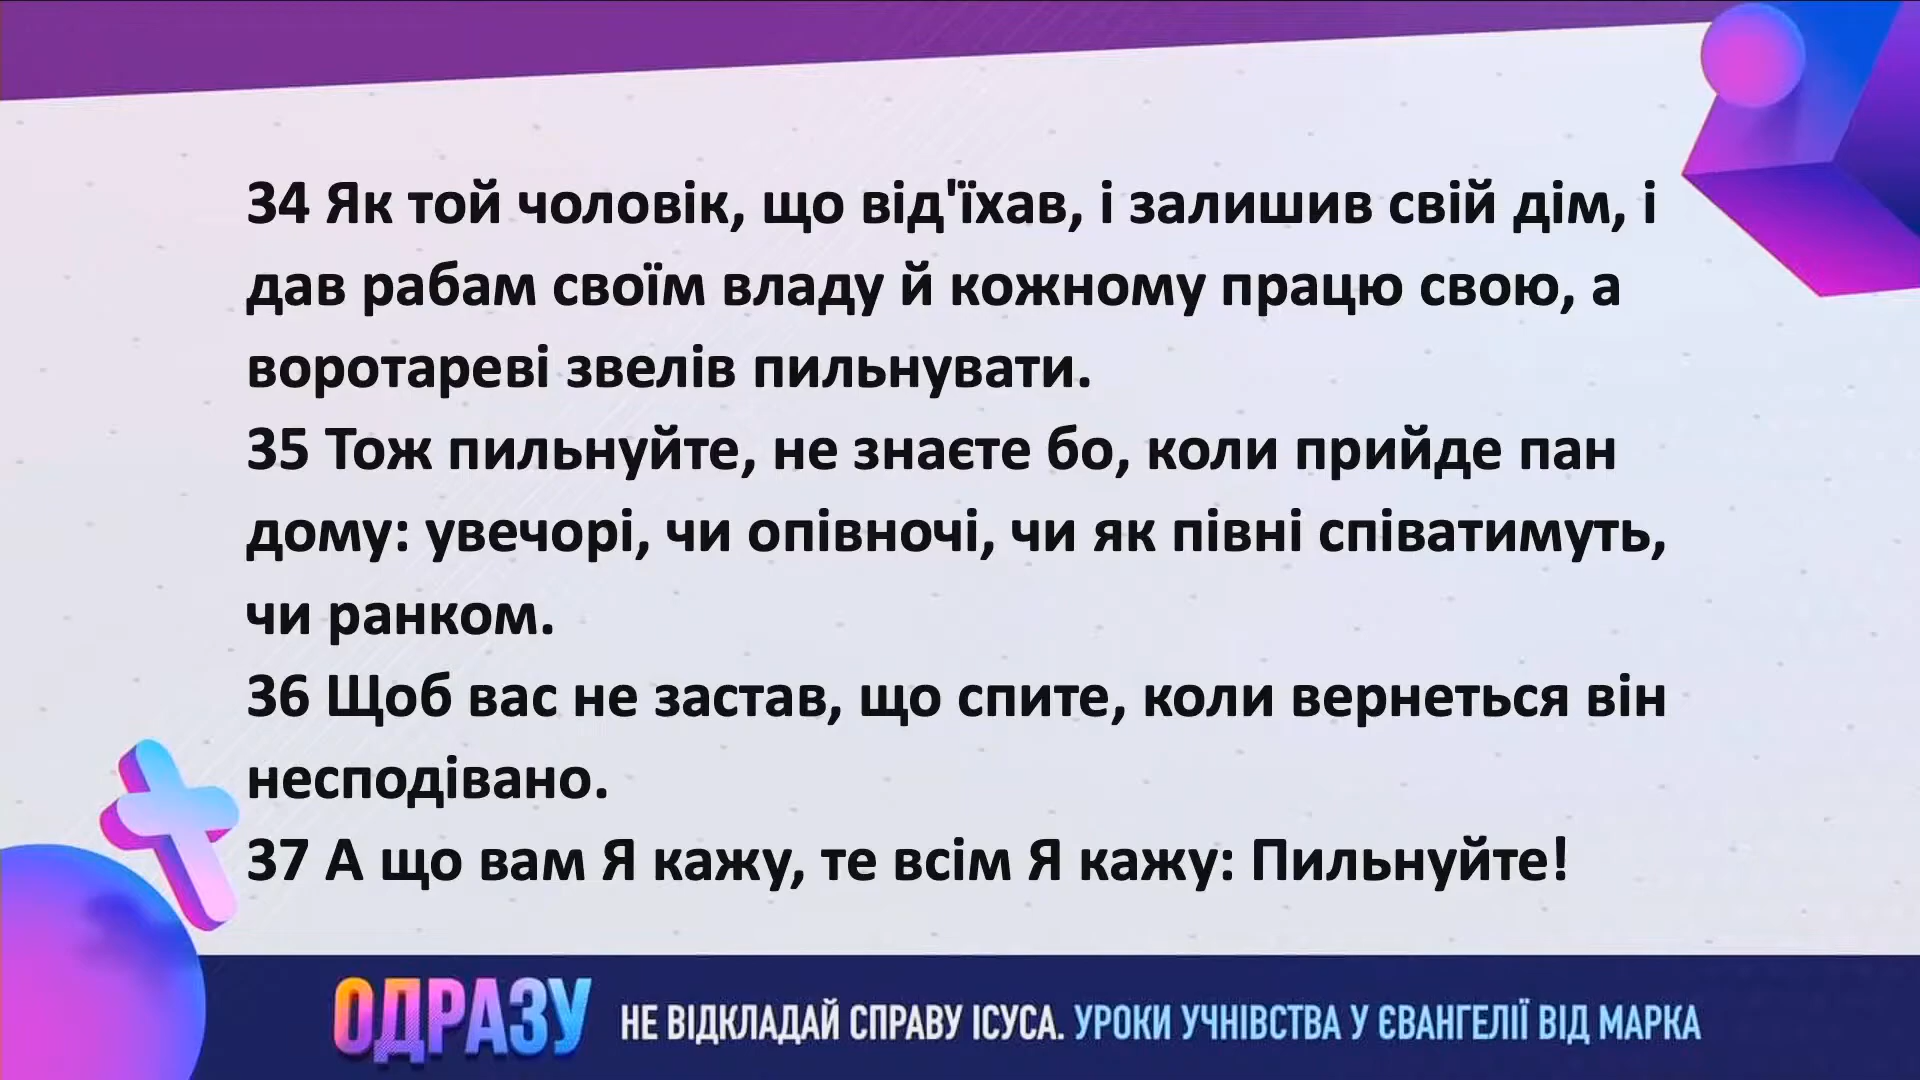 34 Як той чоловік, що від'їхав, і залишив свій дім, і
дав рабам своїм владу й кожному працю свою, а
воротареві звелів пильнувати.
35 Тож пильнуйте, не знаєте бо, коли прийде пан
дому: увечорі, чи опівночі, чи як півні співатимуть,
чи ранком.
36 Щоб вас не застав, що спите, коли вернеться він
несподівано.
37 А що вам Я кажу, те всім Я кажу: Пильнуйте!
ОДРАЗУ НЕ ВІДКЛАДАЙ СПРАВУ ІСУСА. УРОКИ УЧНІВСТВА У ЄВАНГЕЛІЇ ВІД МАРКА